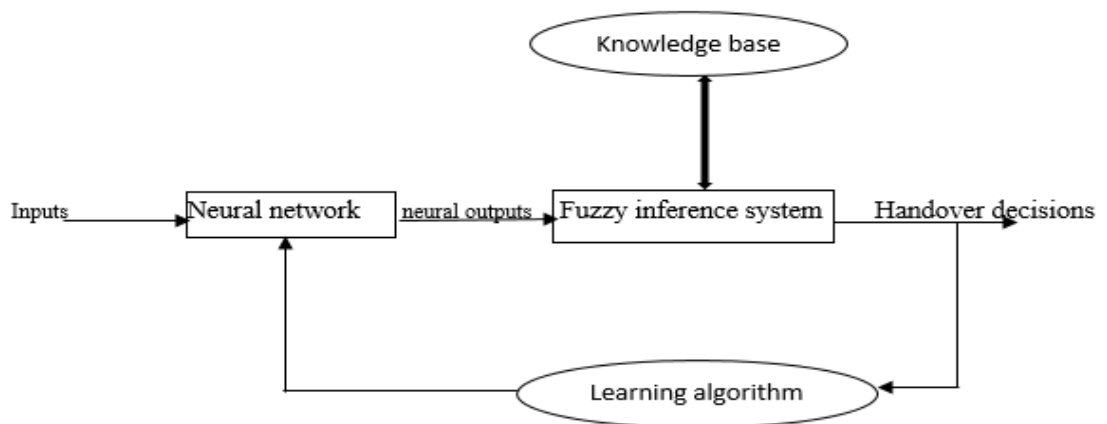 Knowledge base
Inputs
Neural network
neural outputs
Fuzzy inference system
Handover decisions
Learning algorithm